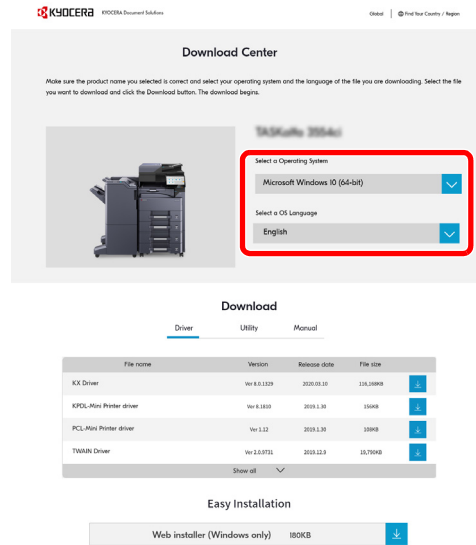 KYOCERA KYOCERA Document Solutions Global Find Your Country / Region
Download Center
Make sure the product name you selected is correct and select your operating system and the language of the file you are downloading. Select the file
you want to download and click the Download button. The download begins.
Select a Operating System
Microsoft Windows 10 (64-bit)
Select a OS Language
English
Download
Driver Utility Manual
File name Version Release date File size
KX Driver Ver 8.0.1329 2020.03.10 116,168KB
KPDL-Mini Printer driver Ver 8.1810 2019.1.30 156KB
PCL-Mini Printer driver Ver 1.12 2019.1.30 108KB
TWAIN Driver Ver 2.0.9731 2019.12.9 19,790KB
Show all
Easy Installation
Web installer (Windows only) 180KB